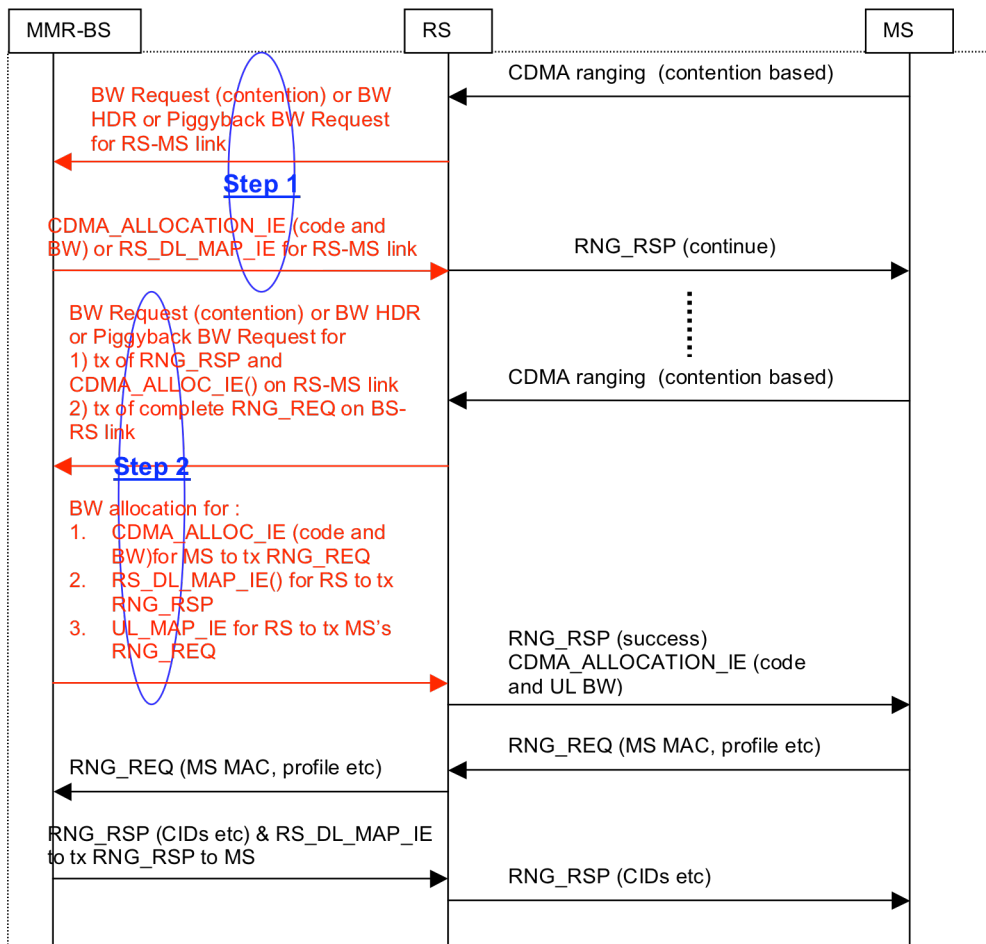 MMR-BS
RS
MS
CDMA ranging (contention based)
BW Request (contention) or BW
HDR or Piggyback BW Request
for RS-MS link
Step 1
CDMA_ALLOCATION_IE (code and
BW) or RS_DL_MAP_IE for RS-MS link
RNG_RSP (continue)
BW Request (contention) or BW HDR
or Piggyback BW Request for
1) tx of RNG_RSP and
CDMA_ALLOC_IE() on RS-MS link
2) tx of complete RNG_REQ on BS-
RS link
CDMA ranging (contention based)
Step 2
BW allocation for :
1. CDMA_ALLOC_IE (code and
BW)for MS to tx RNG_REQ
2. RS_DL_MAP_IE() for RS to tx
RNG_RSP
3. UL_MAP_IE for RS to tx MS's
RNG_REQ
RNG_RSP (success)
CDMA_ALLOCATION_IE (code
and UL BW)
RNG_REQ (MS MAC, profile etc)
RNG_REQ (MS MAC, profile etc)
RNG_RSP (CIDs etc) & RS_DL_MAP_IE
to tx RNG_RSP to MS
RNG_RSP (CIDs etc)